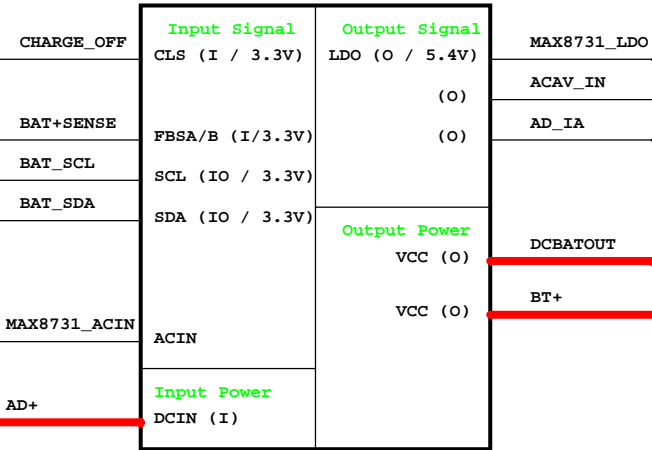 Input Signal
Output Signal
CHARGE_OFF
CLS (I / 3.3V)
LDO (O / 5.4V)
MAX8731_LDO
(O)
ACAV_IN
BAT+SENSE
FBSA/B (I/3.3V)
(O)
AD_IA
BAT_SCL
SCL (IO / 3.3V)
BAT_SDA
SDA (IO / 3.3V)
Output Power
VCC (O)
DCBATOUT
VCC (O)
BT+
MAX8731_ACIN
ACIN
Input Power
AD+
DCIN (I)